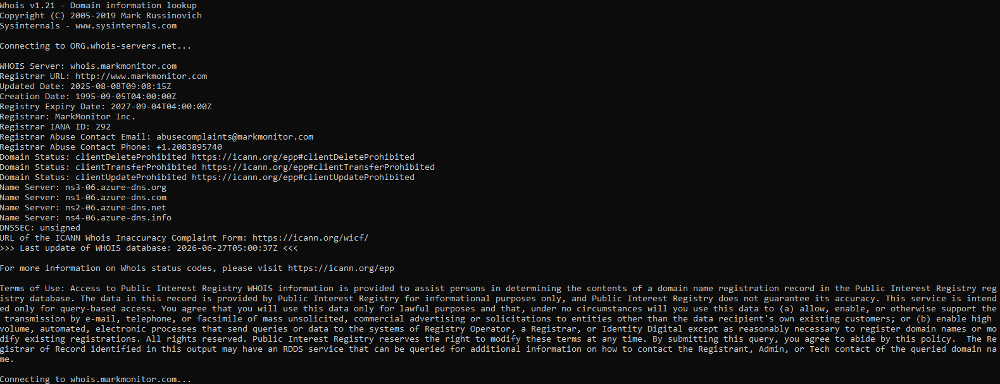 Whois v1.21 - Domain information lookup
Copyright (C) 2005-2019 Mark Russinovich
Sysinternals - www.sysinternals.com
Connecting to ORG.whois-servers.net...
WHOIS Server: whois.markmonitor.com
Registrar URL: http://www.markmonitor.com
Updated Date: 2025-08-08T09:08:15Z
Creation Date: 1995-09-05T04:00:00Z
Registry Expiry Date: 2027-09-04T04:00:00Z
Registrar: MarkMonitor Inc.
Registrar IANA ID: 292
Registrar Abuse Contact Email: abusecomplaints@markmonitor.com
Registrar Abuse Contact Phone: +1.2083895740
Domain Status: clientDeleteProhibited https://icann.org/epp#clientDeleteProhibited
Domain Status: clientTransferProhibited https://icann.org/epp#clientTransferProhibited
Domain Status: clientUpdateProhibited https://icann.org/epp#clientUpdateProhibited
Name Server: ns3-06.azure-dns.org
Name Server: ns1-06.azure-dns.com
Name Server: ns2-06.azure-dns.net
Name Server: ns4-06.azure-dns.info
DNSSEC: unsigned
URL of the ICANN Whois Inaccuracy Complaint Form: https://icann.org/wicf/
>>> Last update of WHOIS database: 2026-06-27T05:00:37Z <<<
For more information on Whois status codes, please visit https://icann.org/epp
Terms of Use: Access to Public Interest Registry WHOIS information is provided to assist persons in determining the contents of a domain name registration record in the Public Interest Registry reg
istry database. The data in this record is provided by Public Interest Registry for informational purposes only, and Public Interest Registry does not guarantee its accuracy. This service is intend
ed only for query-based access. You agree that you will use this data only for lawful purposes and that, under no circumstances will you use this data to (a) allow, enable, or otherwise support the
 transmission by e-mail, telephone, or facsimile of mass unsolicited, commercial advertising or solicitations to entities other than the data recipient's own existing customers; or (b) enable high
volume, automated, electronic processes that send queries or data to the systems of Registry Operator, a Registrar, or Identity Digital except as reasonably necessary to register domain names or mo
dify existing registrations. All rights reserved. Public Interest Registry reserves the right to modify these terms at any time. By submitting this query, you agree to abide by this policy.  The Re
gistrar of Record identified in this output may have an RDDS service that can be queried for additional information on how to contact the Registrant, Admin, or Tech contact of the queried domain na
me.
Connecting to whois.markmonitor.com...